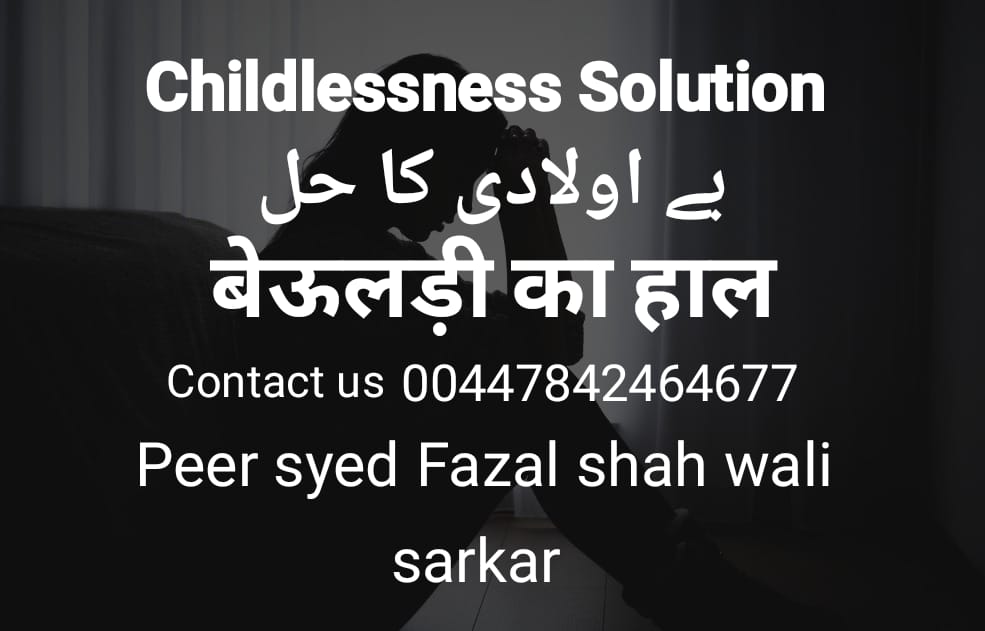 Childlessness Solution
بے اولادی کا حل
बेऊलड़ी का हाल
Contact us 00447842464677
Peer syed Fazal shah wali
sarkar